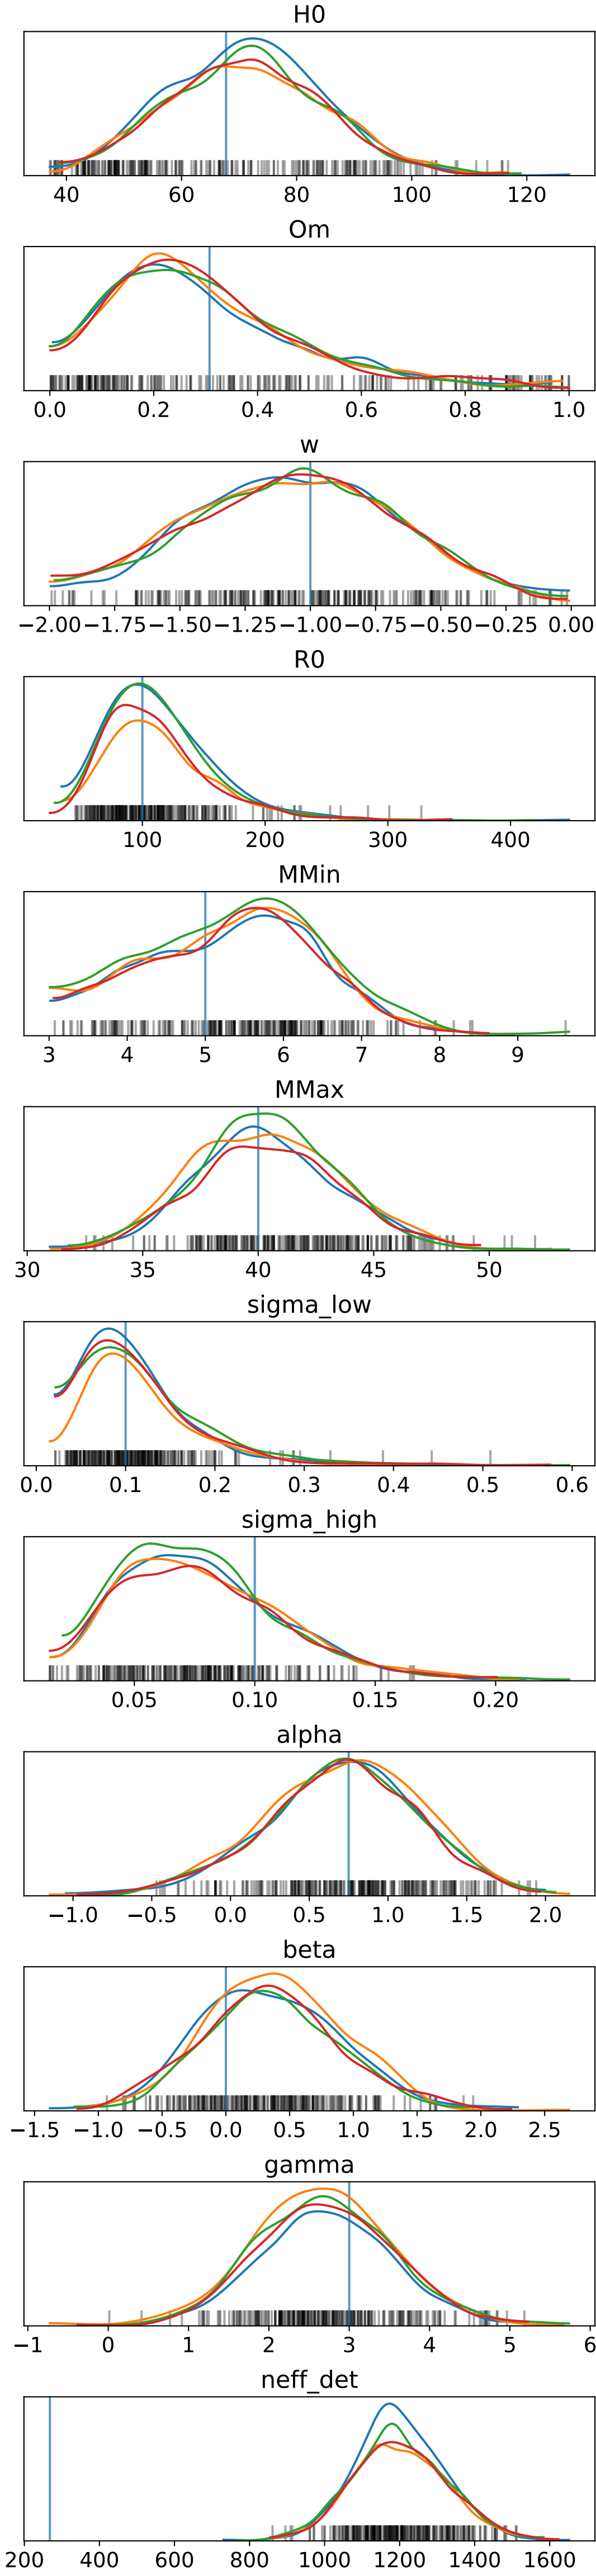 H0
40 60 80 100 120
Om
0.0 0.2 0.4 0.6 0.8 1.0
w
−2.00 −1.75 −1.50 −1.25 −1.00 −0.75 −0.50 −0.25 0.00
R0
100 200 300 400
MMin
3 4 5 6 7 8 9
MMax
30 35 40 45 50
sigma_low
0.0 0.1 0.2 0.3 0.4 0.5 0.6
sigma_high
0.05 0.10 0.15 0.20
alpha
−1.0 −0.5 0.0 0.5 1.0 1.5 2.0
beta
−1.5 −1.0 −0.5 0.0 0.5 1.0 1.5 2.0 2.5
gamma
−1 0 1 2 3 4 5 6
neff_det
200 400 600 800 1000 1200 1400 1600